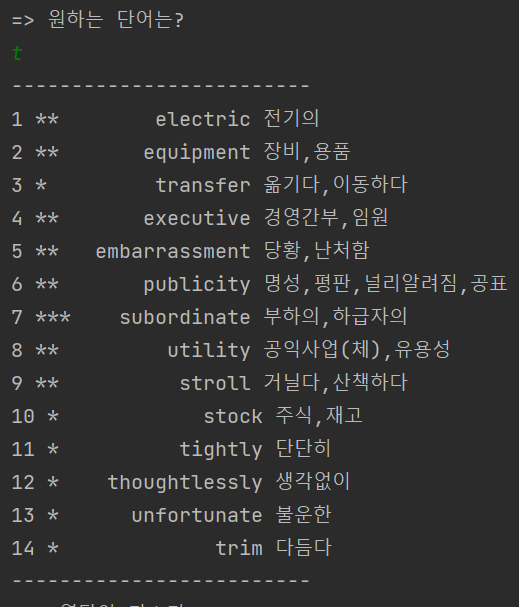 => 원하는 단어는?
t
-------------------------
1 ** electric 전기의
2 ** equipment 장비,용품
3 * transfer 옮기다,이동하다
4 ** executive 경영간부,임원
5 ** embarrassment 당황,난처함
6 ** publicity 명성,평판,널리알려짐,공표
7 *** subordinate 부하의,하급자의
8 ** utility 공익사업(체),유용성
9 ** stroll 거닐다,산책하다
10 * stock 주식,재고
11 * tightly 단단히
12 * thoughtlessly 생각없이
13 * unfortunate 불운한
14 * trim 다듬다
-------------------------